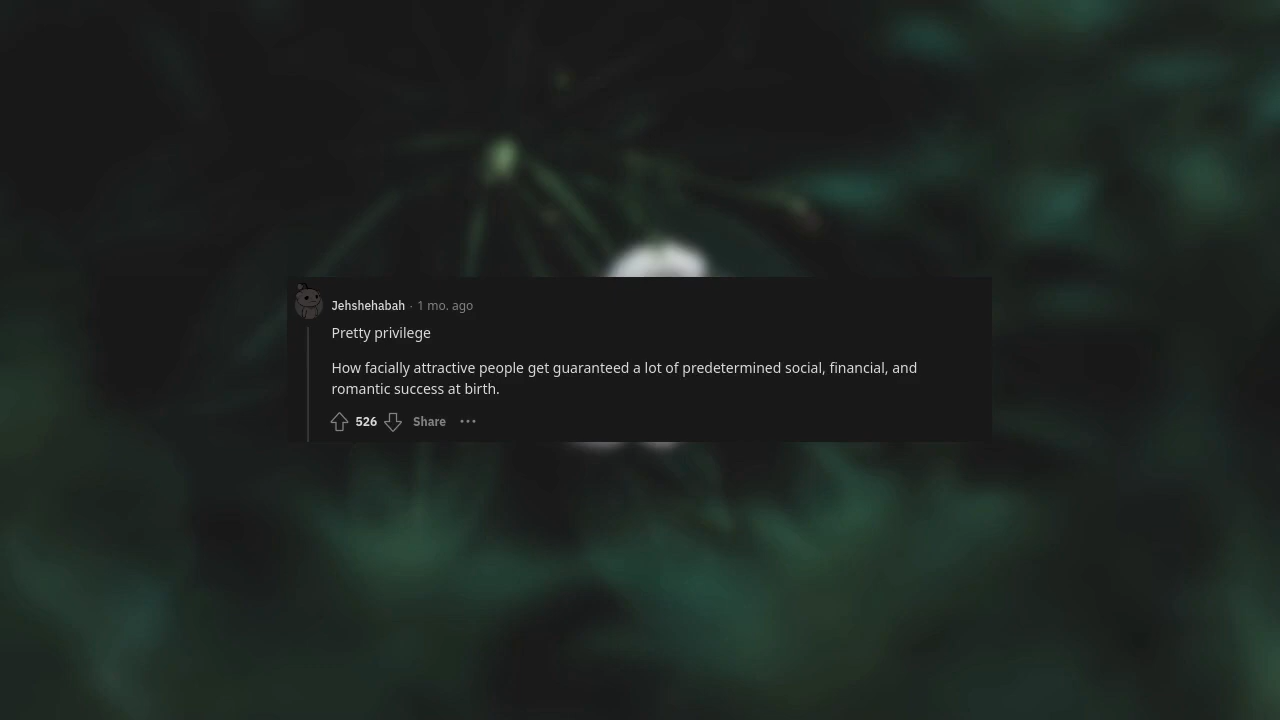 Jehshehabah · 1 mo. ago
Pretty privilege
How facially attractive people get guaranteed a lot of predetermined social, financial, and
romantic success at birth.
526 Share ···